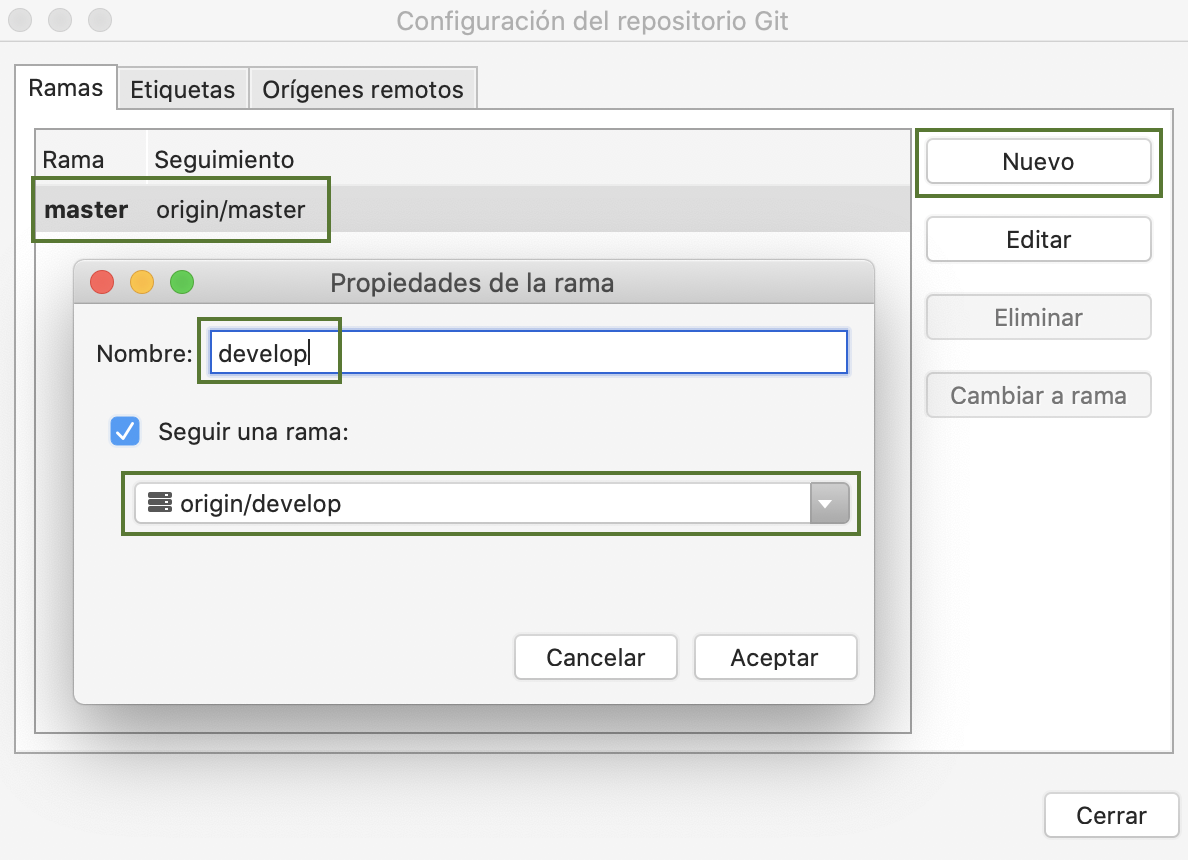 Configuración del repositorio Git
Ramas Etiquetas Orígenes remotos
Rama Seguimiento
master origin/master
Nuevo
Editar
Eliminar
Cambiar a rama
Propiedades de la rama
Nombre: develop
Seguir una rama:
origin/develop
Cancelar Aceptar
Cerrar